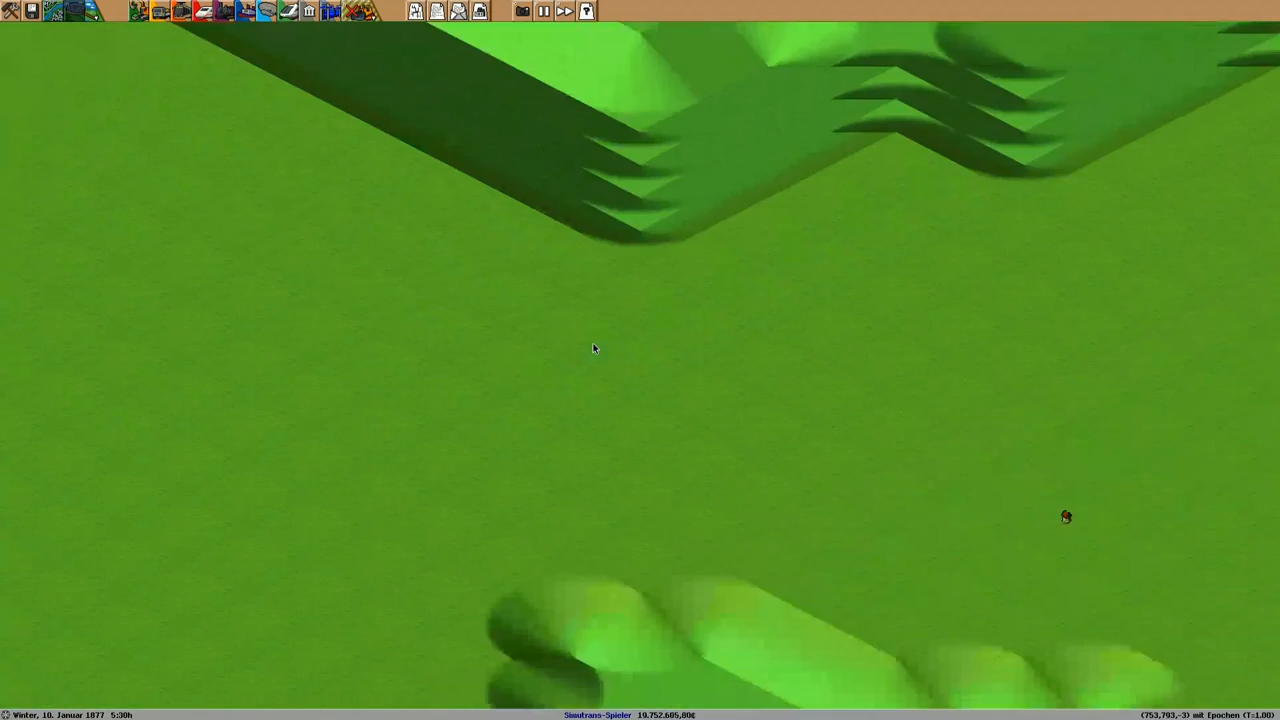 Winter, 10. Januar 1877 5:30h Simutrans-Spieler 19.752.605,80¢ (753,793,-3) mit Epochen (T=1.00)